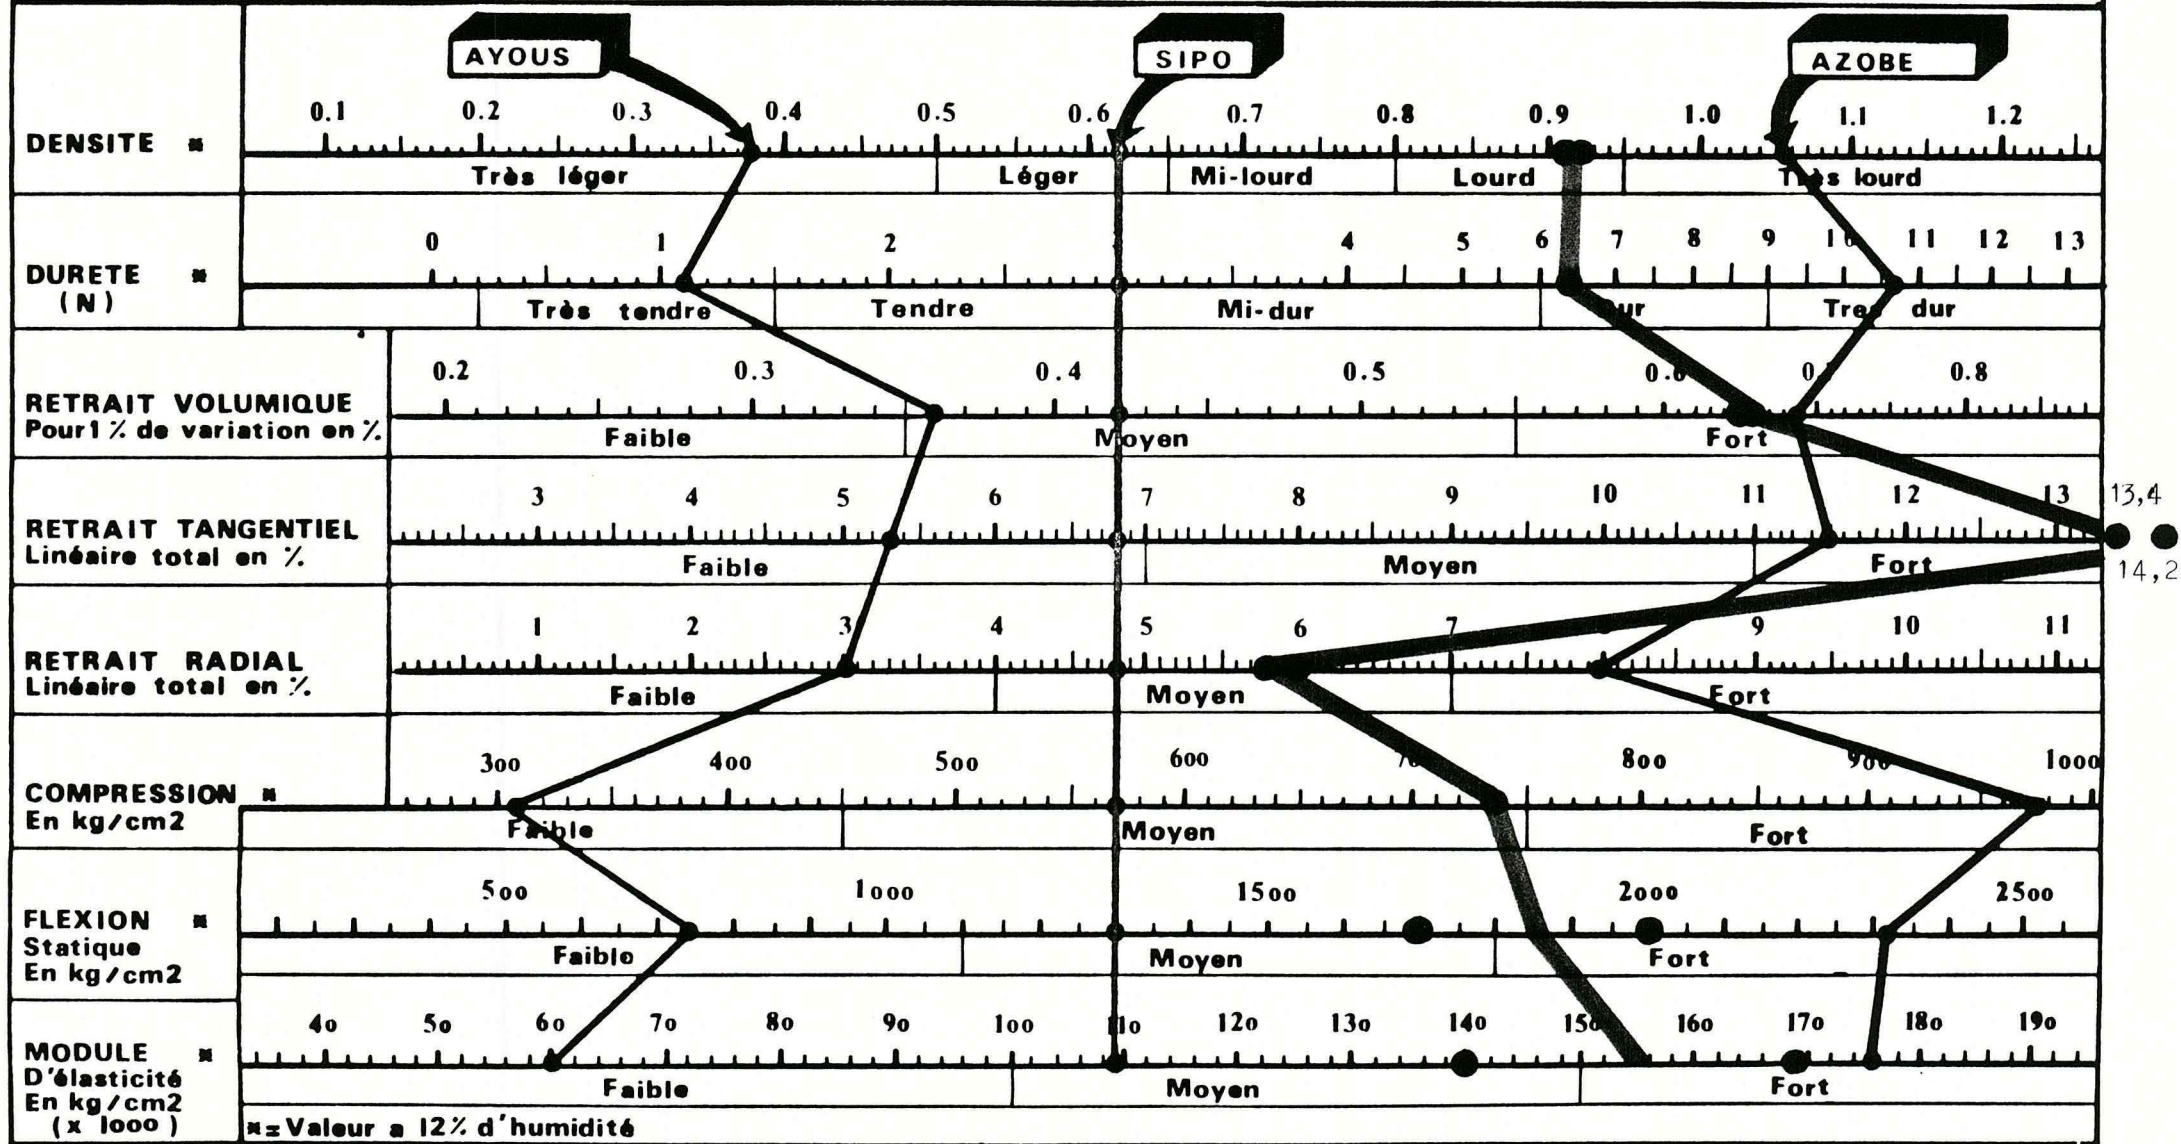 AYOUS SIPO AZOBE
0.1 0.2 0.3 0.4 0.5 0.6 0.7 0.8 0.9 1.0 1.1 1.2
DENSITE *
Très léger Léger Mi-lourd Lourd Très lourd
0 1 2 4 5 6 7 8 9 10 11 12 13
DURETE *
(N)
Très tendre Tendre Mi-dur Tres dur
0.2 0.3 0.4 0.5 0.6 0.8
RETRAIT VOLUMIQUE
Pour 1 % de variation en %.
Faible Moyen Fort
3 4 5 6 7 8 9 10 11 12 13 13,4
RETRAIT TANGENTIEL
Linéaire total en %.
Faible Moyen Fort 14,2
1 2 3 4 5 6 7 9 10 11
RETRAIT RADIAL
Linéaire total en %.
Faible Moyen Fort
300 400 500 600 800 900 1000
COMPRESSION *
En kg/cm2
Faible Moyen Fort
500 1000 1500 2000 2500
FLEXION *
Statique
En kg/cm2
Faible Moyen Fort
40 50 60 70 80 90 100 110 120 130 140 150 160 170 180 190
MODULE *
D'élasticité
En kg/cm2
(x 1000)
Faible Moyen Fort
*=Valeur a 12% d'humidité